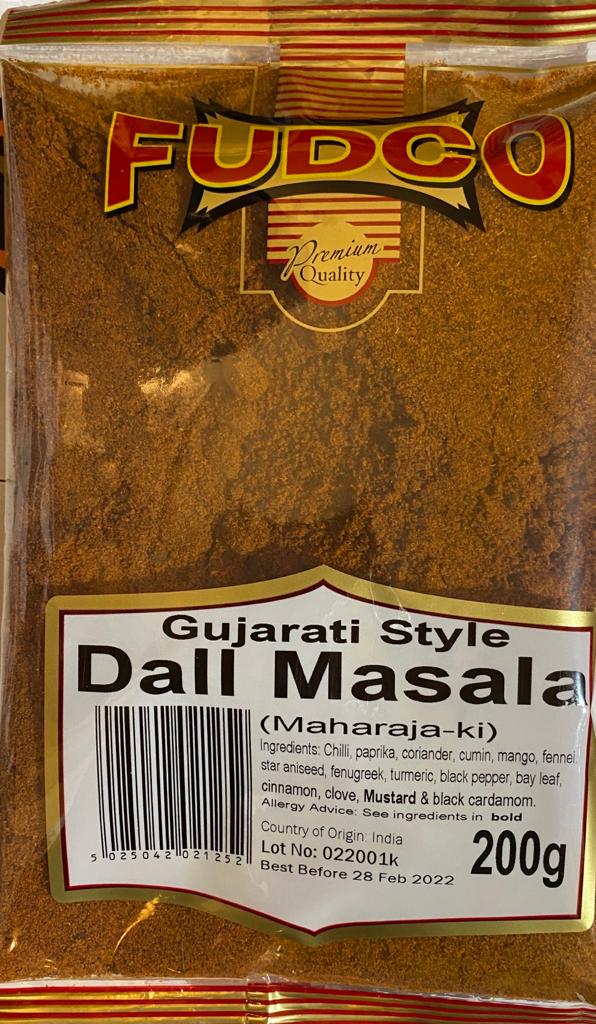 FUDCO
Premium
Quality
Gujarati Style
Dall Masala
(Maharaja-ki)
Ingredients: Chilli, paprika, coriander, cumin, mango, fennel,
star aniseed, fenugreek, turmeric, black pepper, bay leaf,
cinnamon, clove, Mustard & black cardamom.
Allergy Advice: See ingredients in bold
Country of Origin: India
Lot No: 022001k
Best Before 28 Feb 2022
200g
5 025042 021252